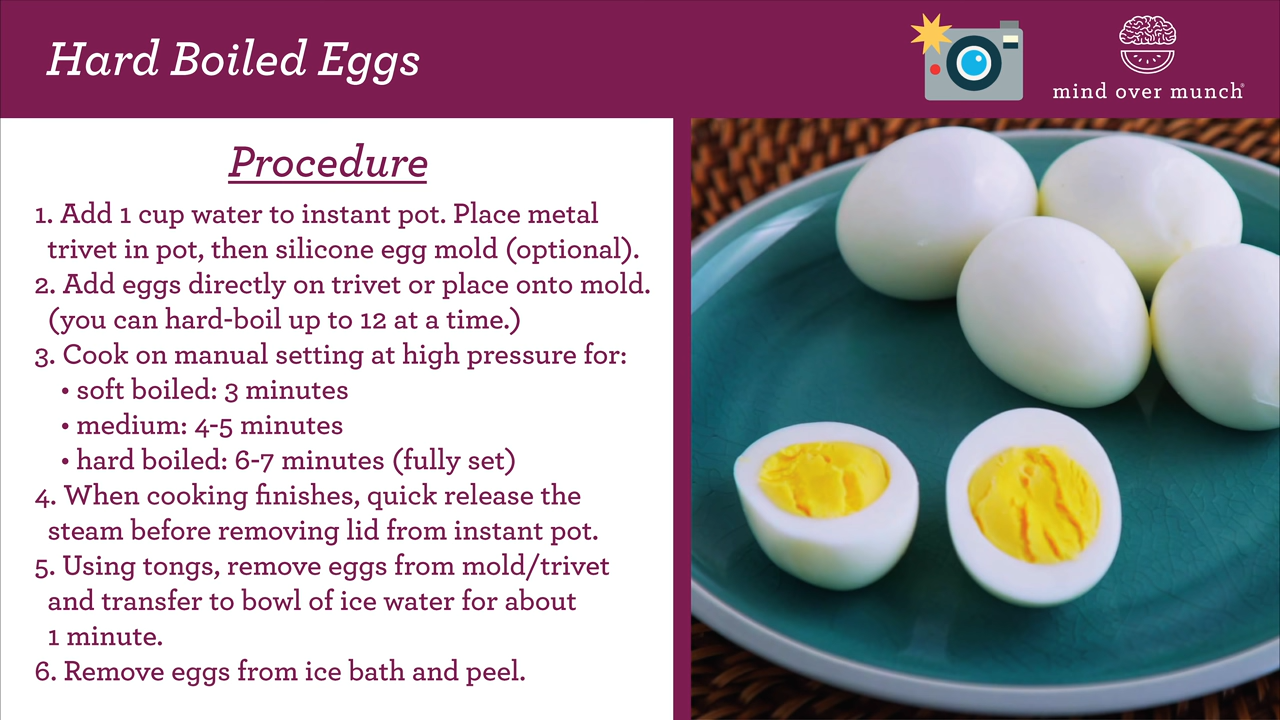 Hard Boiled Eggs
mind over munch®
Procedure
1. Add 1 cup water to instant pot. Place metal
trivet in pot, then silicone egg mold (optional).
2. Add eggs directly on trivet or place onto mold.
(you can hard-boil up to 12 at a time.)
3. Cook on manual setting at high pressure for:
• soft boiled: 3 minutes
• medium: 4-5 minutes
• hard boiled: 6-7 minutes (fully set)
4. When cooking finishes, quick release the
steam before removing lid from instant pot.
5. Using tongs, remove eggs from mold/trivet
and transfer to bowl of ice water for about
1 minute.
6. Remove eggs from ice bath and peel.